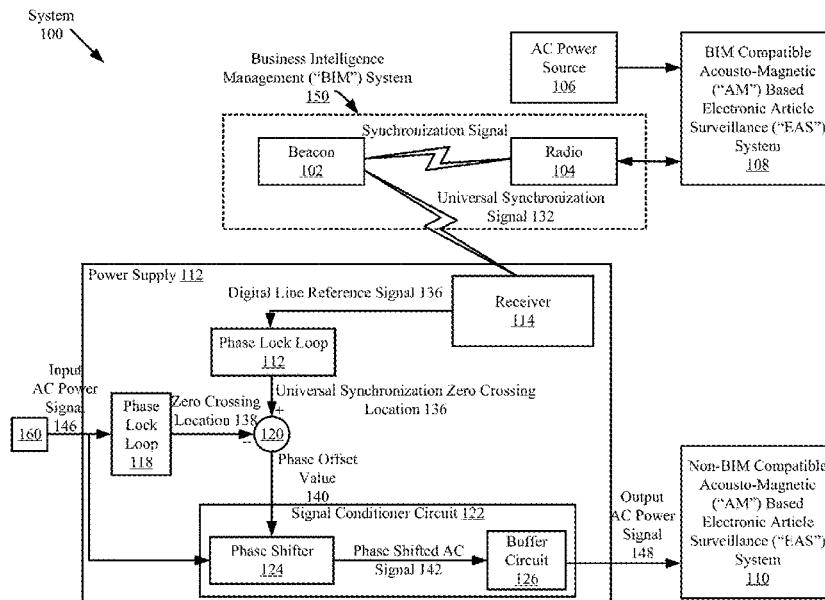 System
100
Business Intelligence
Management ("BIM") System
150
AC Power
Source
106
BIM Compatible
Acousto-Magnetic
("AM") Based
Electronic Article
Surveillance ("EAS")
System
108
Synchronization Signal
Beacon
102
Radio
104
Universal Synchronization
Signal 132
Power Supply 112
Digital Line Reference Signal 136
Receiver
114
Phase Lock Loop
112
Input
AC Power
Signal
146
Zero Crossing
Location 138
Universal Synchronization Zero Crossing
Location 136
160
Phase
Lock
Loop
118
+
-
120
Phase Offset
Value
140
Signal Conditioner Circuit 122
Phase Shifter
124
Phase Shifted AC
Signal 142
Buffer
Circuit
126
Output
AC Power
Signal
148
Non-BIM Compatible
Acousto-Magnetic
("AM") Based
Electronic Article
Surveillance ("EAS")
System
110